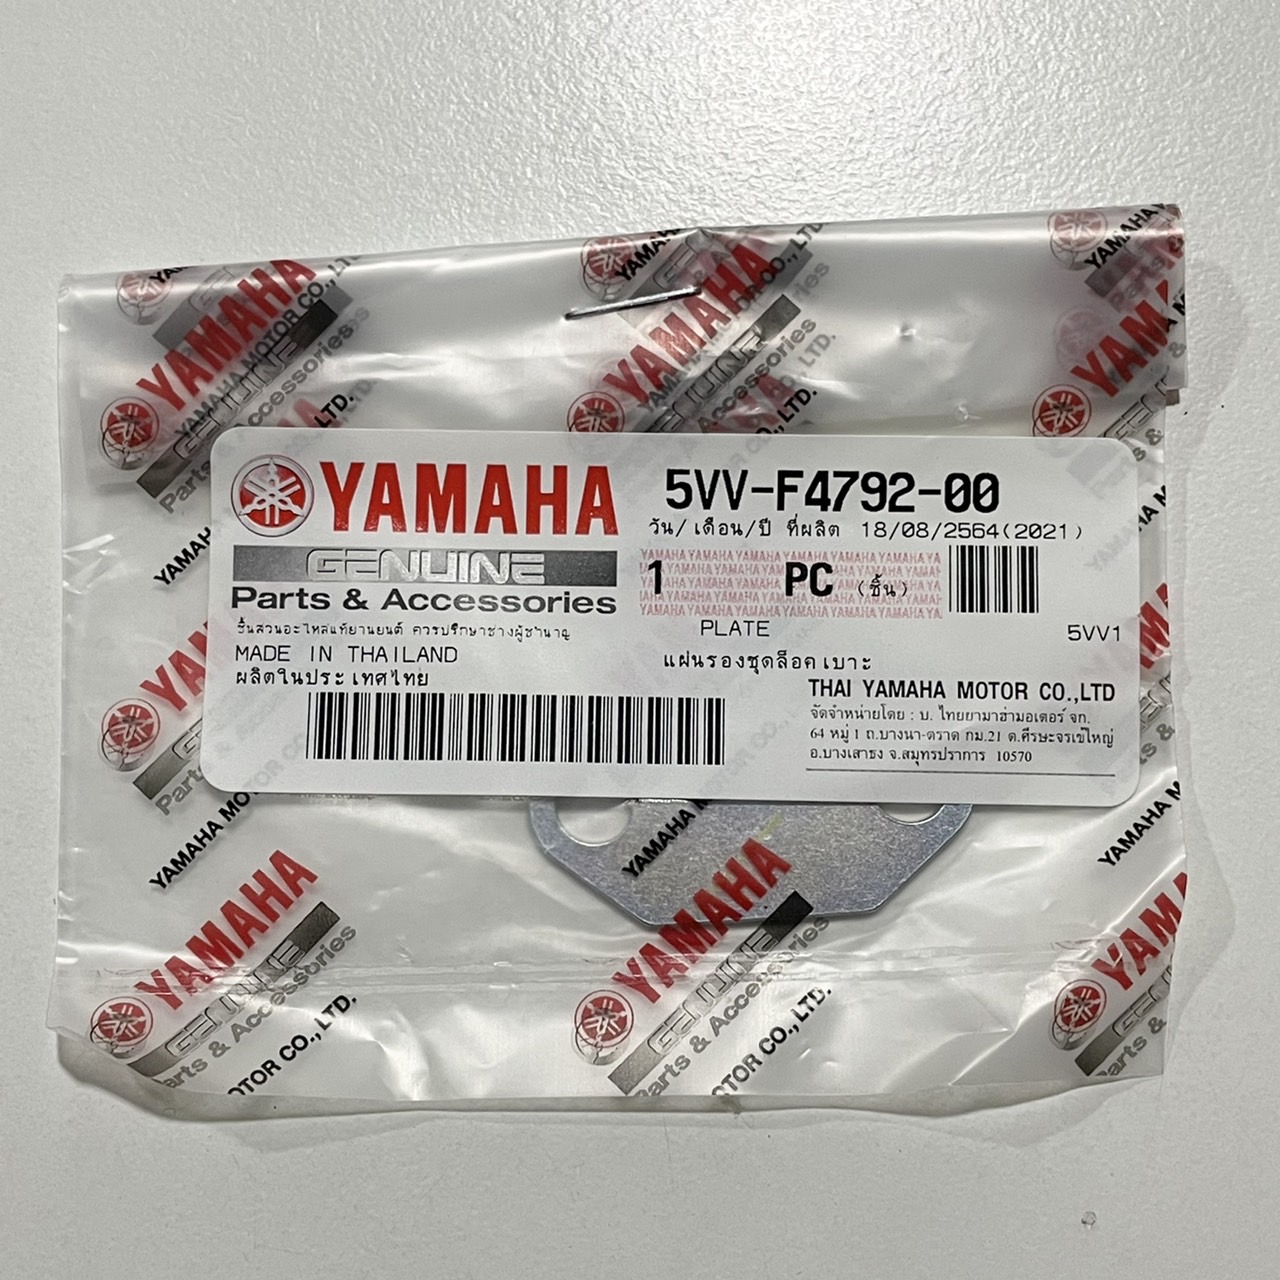 YAMAHA
GENUINE
Parts & Accessories
ชิ้นส่วนอะไหล่แท้ยานยนต์ ควรปรึกษาช่างผู้ชำนาญ
MADE IN THAILAND
ผลิตในประเทศไทย
5VV-F4792-00
วัน/เดือน/ปี ที่ผลิต 18/08/2564(2021)
1 PC (ชิ้น)
PLATE 5VV1
แผ่นรองชุดล็อคเบาะ
THAI YAMAHA MOTOR CO.,LTD
จัดจำหน่ายโดย : บ. ไทยยามาฮ่ามอเตอร์ จก.
64 หมู่ 1 ถ.บางนา-ตราด กม.21 ต.ศีรษะจรเข้ใหญ่
อ.บางเสาธง จ.สมุทรปราการ 10570
YAMAHA
GENUINE
Parts & Accessories
YAMAHA MOTOR CO., LTD.